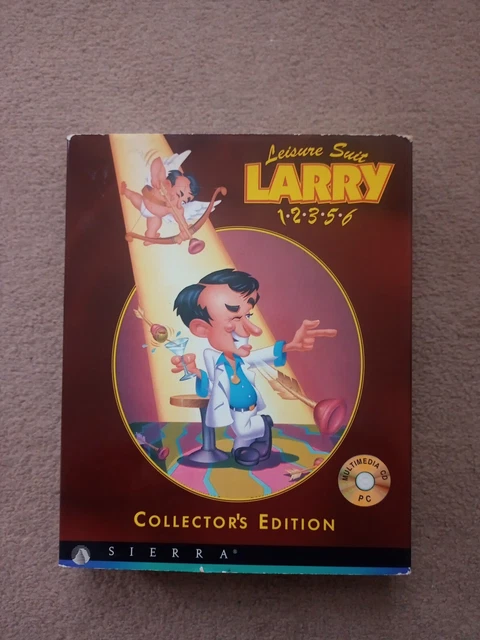 Leisure Suit
LARRY
1·2·3·5·6
MULTIMEDIA CD
PC
COLLECTOR'S EDITION
SIERRA®